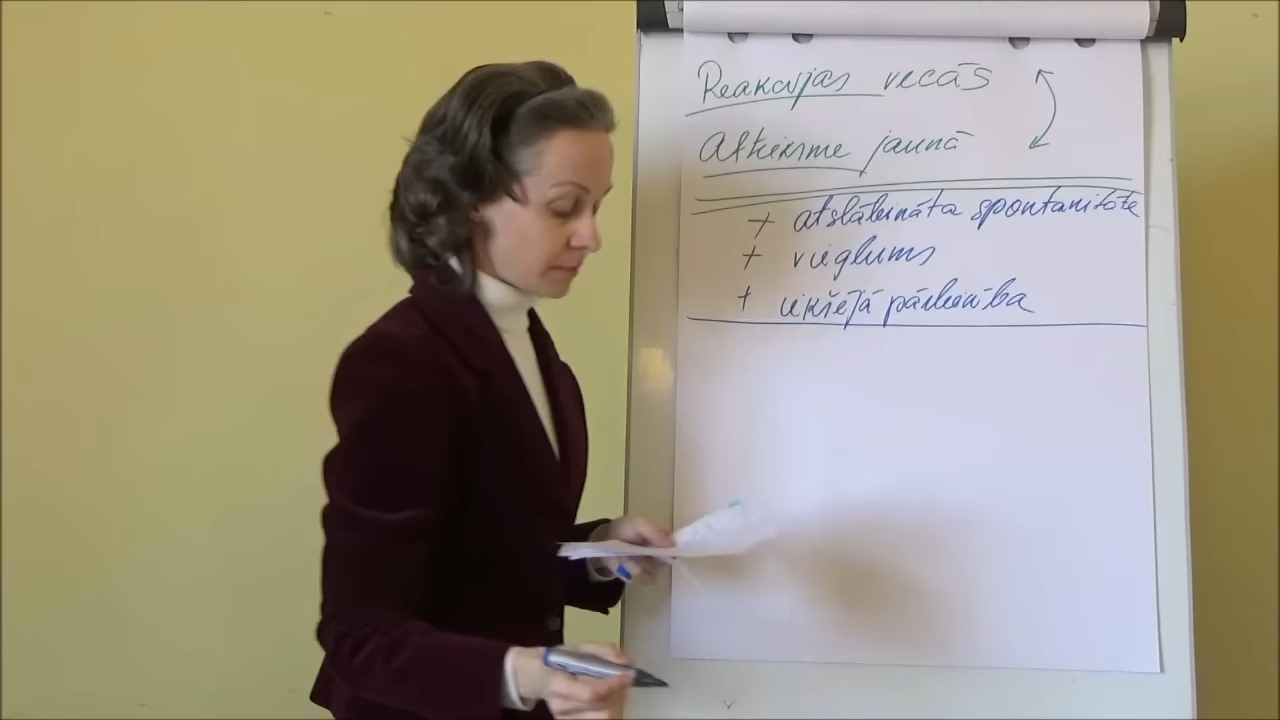 Reakcijas vecās
Attieksme jaunā
+ atslābināta spontanitāte
+ vieglums
+ iekšējā pārliecība